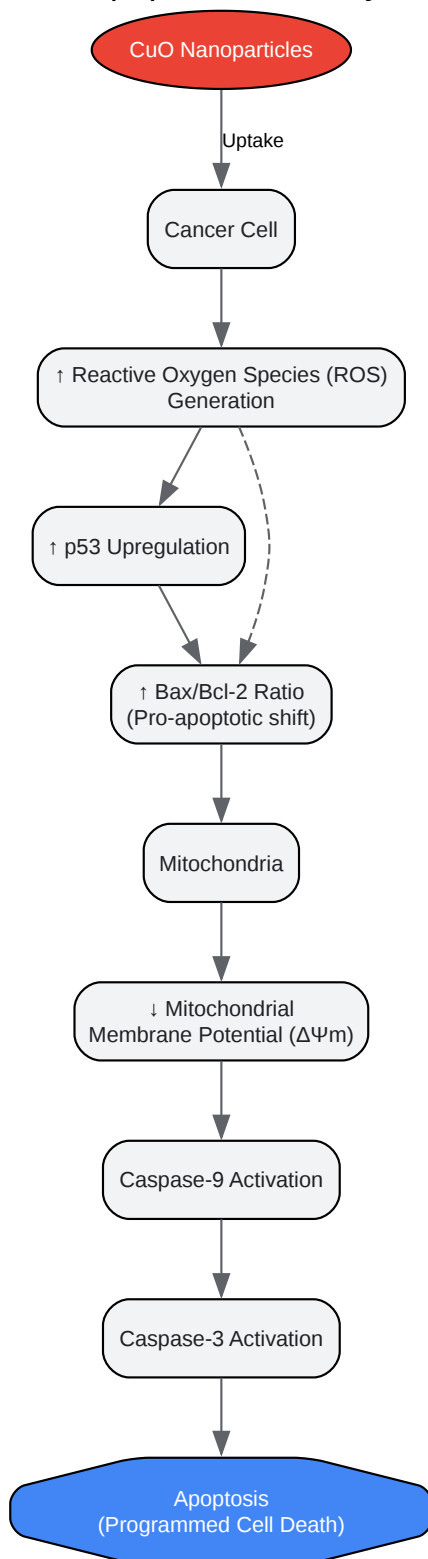 CuO Nanoparticles
Uptake
Cancer Cell
↑ Reactive Oxygen Species (ROS)
Generation
↑ p53 Upregulation
↑ Bax/Bcl-2 Ratio
(Pro-apoptotic shift)
Mitochondria
↓ Mitochondrial
Membrane Potential (ΔΨm)
Caspase-9 Activation
Caspase-3 Activation
Apoptosis
(Programmed Cell Death)